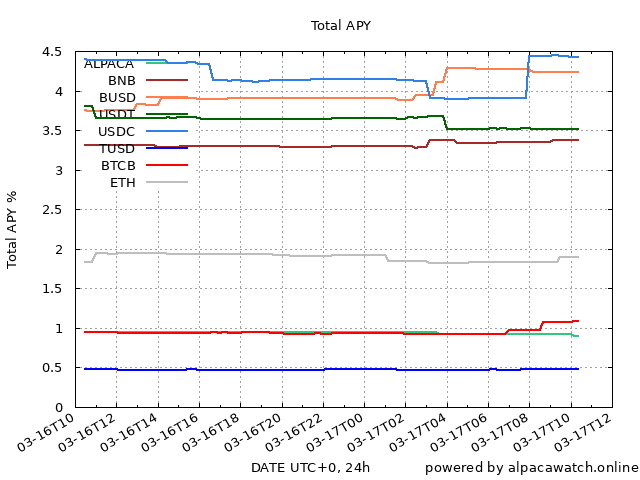 Total APY
Total APY %
4.5
4
3.5
3
2.5
2
1.5
1
0.5
0
ALPACA
BNB
BUSD
USDT
USDC
TUSD
BTCB
ETH
03-16T10
03-16T12
03-16T14
03-16T16
03-16T18
03-16T20
03-16T22
03-17T00
03-17T02
03-17T04
03-17T06
03-17T08
03-17T10
03-17T12
DATE UTC+0, 24h
powered by alpacawatch.online